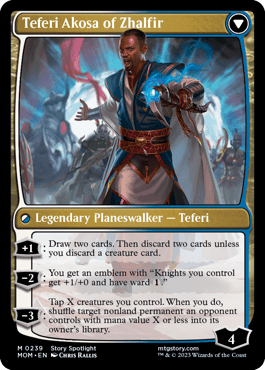 Teferi Akosa of Zhalfir
Legendary Planeswalker — Teferi
+1
: Draw two cards. Then discard two cards unless
you discard a creature card.
-2
: You get an emblem with “Knights you control
get +1/+0 and have ward 1.”
-3
: Tap X creatures you control. When you do,
shuffle target nonland permanent an opponent
controls with mana value X or less into its
owner's library.
4
M 0239 Story Spotlight
MOM • EN Chris Rallis
mtgstory.com
™ & © 2023 Wizards of the Coast